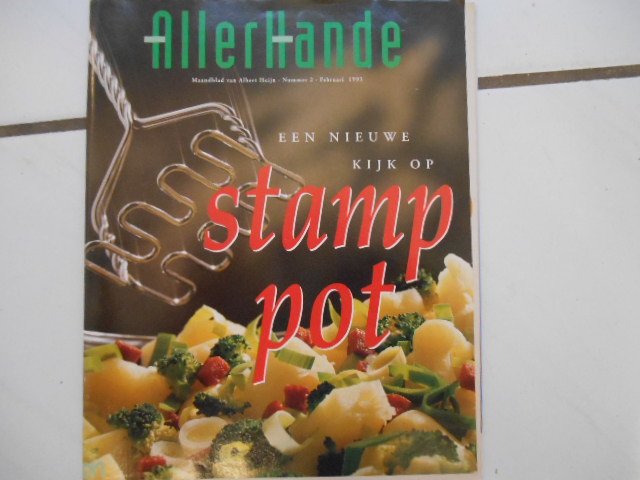 AllerHande
Maandblad van Albert Heijn · Nummer 2 · Februari 1995
EEN NIEUWE
KIJK OP
stamp
pot